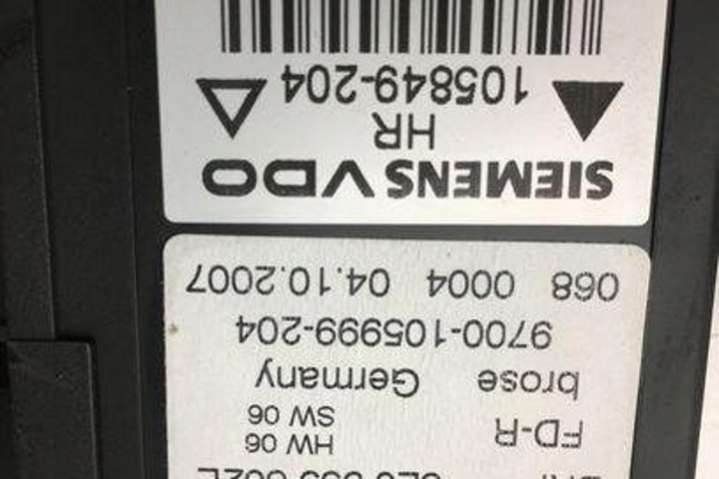 FD-R HW 06
SW 06
brose Germany
9700-105999-204
068 0004 04.10.2007
SIEMENS VDO
HR
105849-204